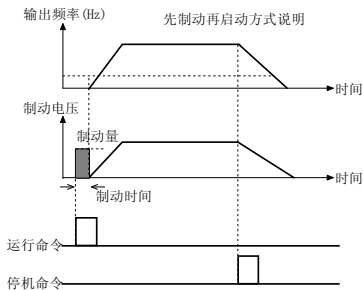 输出频率(Hz)
先制动再启动方式说明
时间
制动电压
制动量
时间
制动时间
运行命令
停机命令